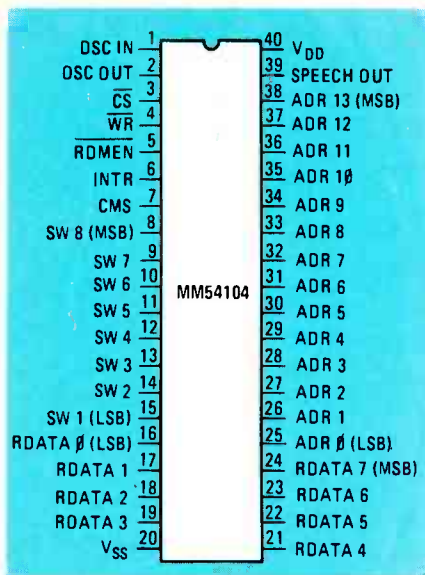 OSC IN 1 40 VDD
OSC OUT 2 39 SPEECH OUT
CS 3 38 ADR 13 (MSB)
WR 4 37 ADR 12
ROMEN 5 36 ADR 11
INTR 6 35 ADR 10
CMS 7 34 ADR 9
SW 8 (MSB) 8 33 ADR 8
SW 7 9 32 ADR 7
SW 6 10 31 ADR 6
SW 5 11 MM54104 30 ADR 5
SW 4 12 29 ADR 4
SW 3 13 28 ADR 3
SW 2 14 27 ADR 2
SW 1 (LSB) 15 26 ADR 1
RDATA 0 (LSB) 16 25 ADR 0 (LSB)
RDATA 1 17 24 RDATA 7 (MSB)
RDATA 2 18 23 RDATA 6
RDATA 3 19 22 RDATA 5
VSS 20 21 RDATA 4